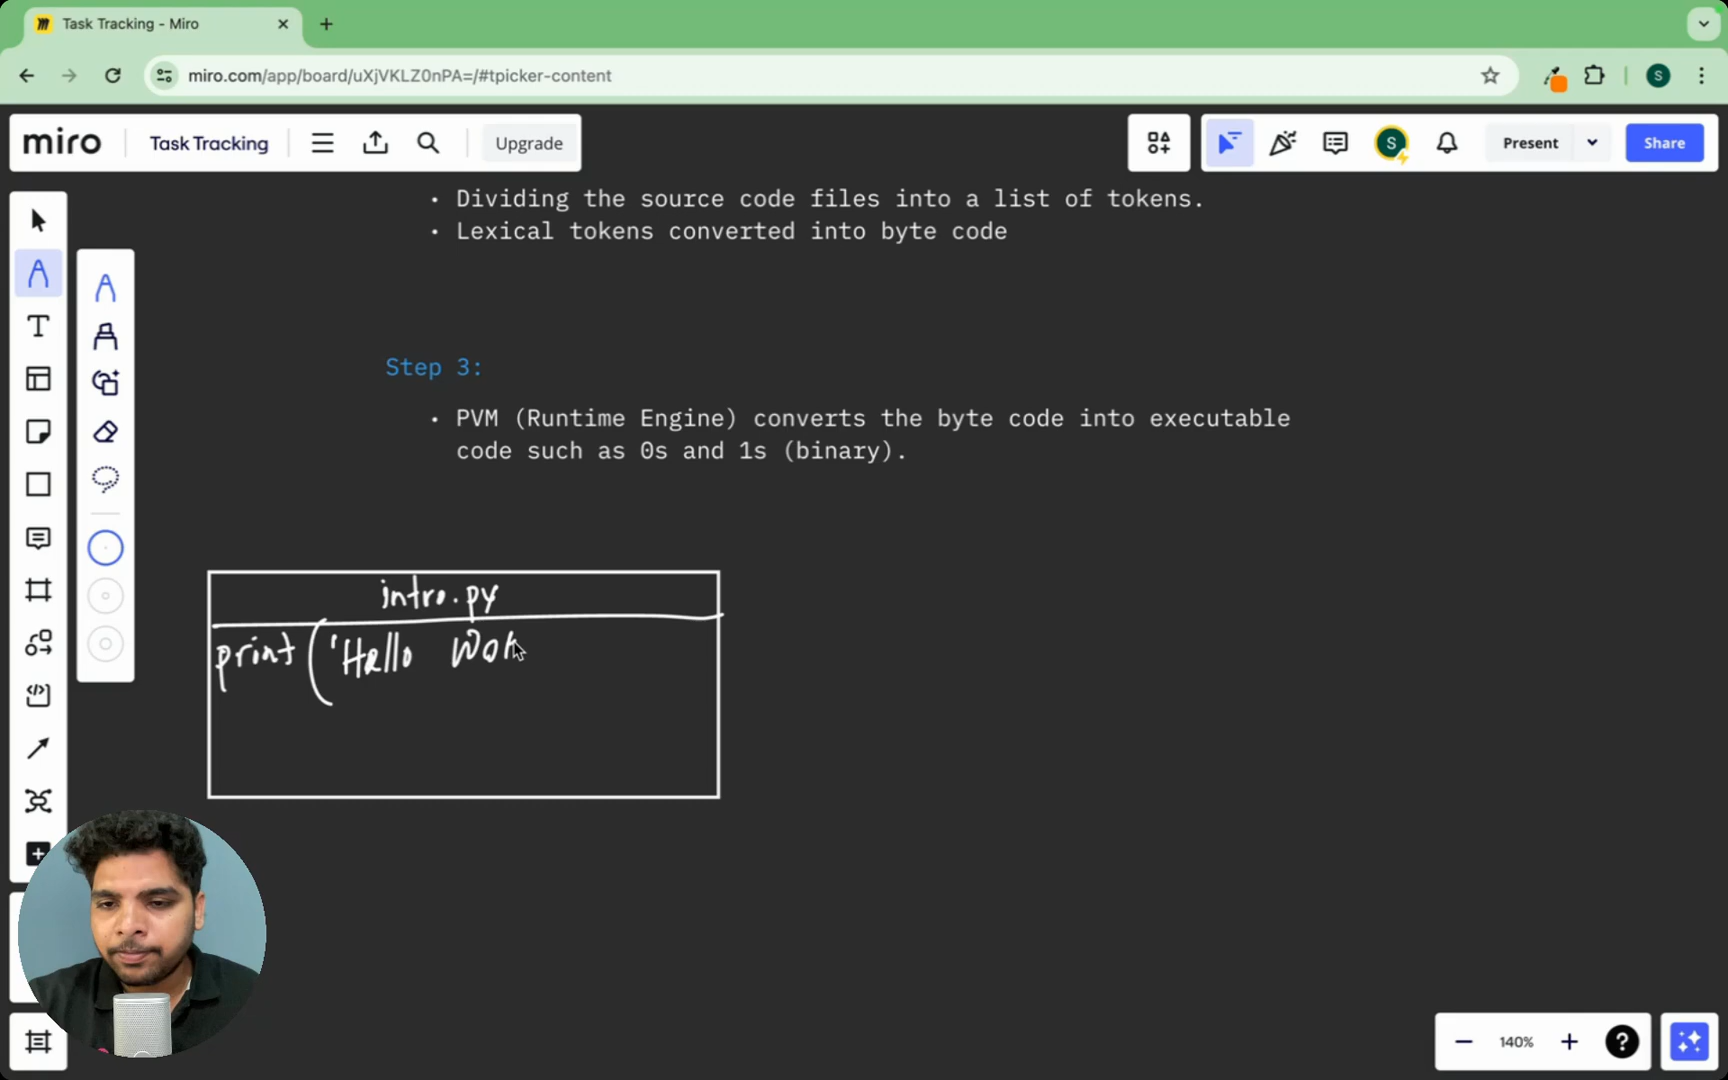 Task Tracking - Miro
miro.com/app/board/uXjVKLZ0nPA=/#tpicker-content
S
miro
Task Tracking
Upgrade
S
Present
Share
• Dividing the source code files into a list of tokens.
• Lexical tokens converted into byte code
Step 3:
• PVM (Runtime Engine) converts the byte code into executable
code such as 0s and 1s (binary).
intro.py
print('Hello Wor
140%